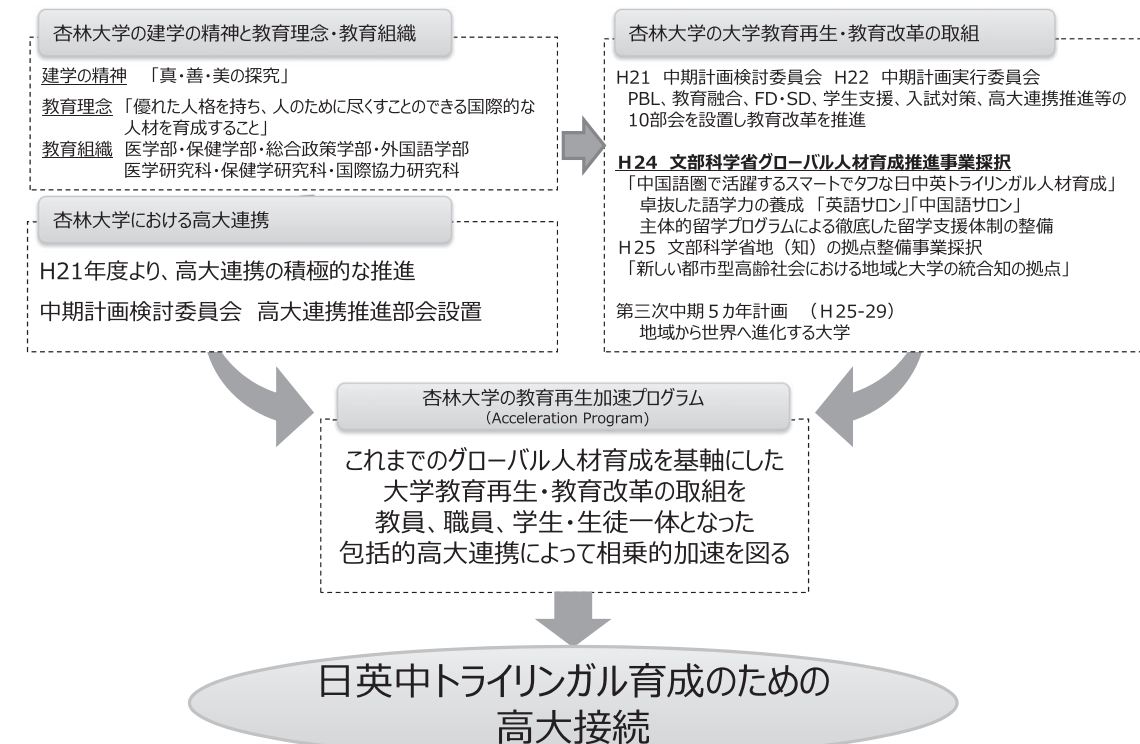 杏林大学の建学の精神と教育理念・教育組織
建学の精神 「真・善・美の探究」
教育理念 「優れた人格を持ち、人のために尽くすことのできる国際的な
人材を育成すること」
教育組織 医学部・保健学部・総合政策学部・外国語学部
医学研究科・保健学研究科・国際協力研究科
杏林大学における高大連携
H21年度より、高大連携の積極的な推進
中期計画検討委員会 高大連携推進部会設置
杏林大学の大学教育再生・教育改革の取組
H21 中期計画検討委員会 H22 中期計画実行委員会
PBL、教育融合、FD・SD、学生支援、入試対策、高大連携推進等の
10部会を設置し教育改革を推進
H24 文部科学省グローバル人材育成推進事業採択
「中国語圏で活躍するスマートでタフな日中英トライリンガル人材育成」
卓抜した語学力の養成 「英語サロン」「中国語サロン」
主体的留学プログラムによる徹底した留学支援体制の整備
H25 文部科学省地（知）の拠点整備事業採択
「新しい都市型高齢社会における地域と大学の統合知の拠点」
第三次中期５カ年計画 （H25-29）
地域から世界へ進化する大学
杏林大学の教育再生加速プログラム
(Acceleration Program)
これまでのグローバル人材育成を基軸にした
大学教育再生・教育改革の取組を
教員、職員、学生・生徒一体となった
包括的高大連携によって相乗的加速を図る
日英中トライリンガル育成のための
高大接続